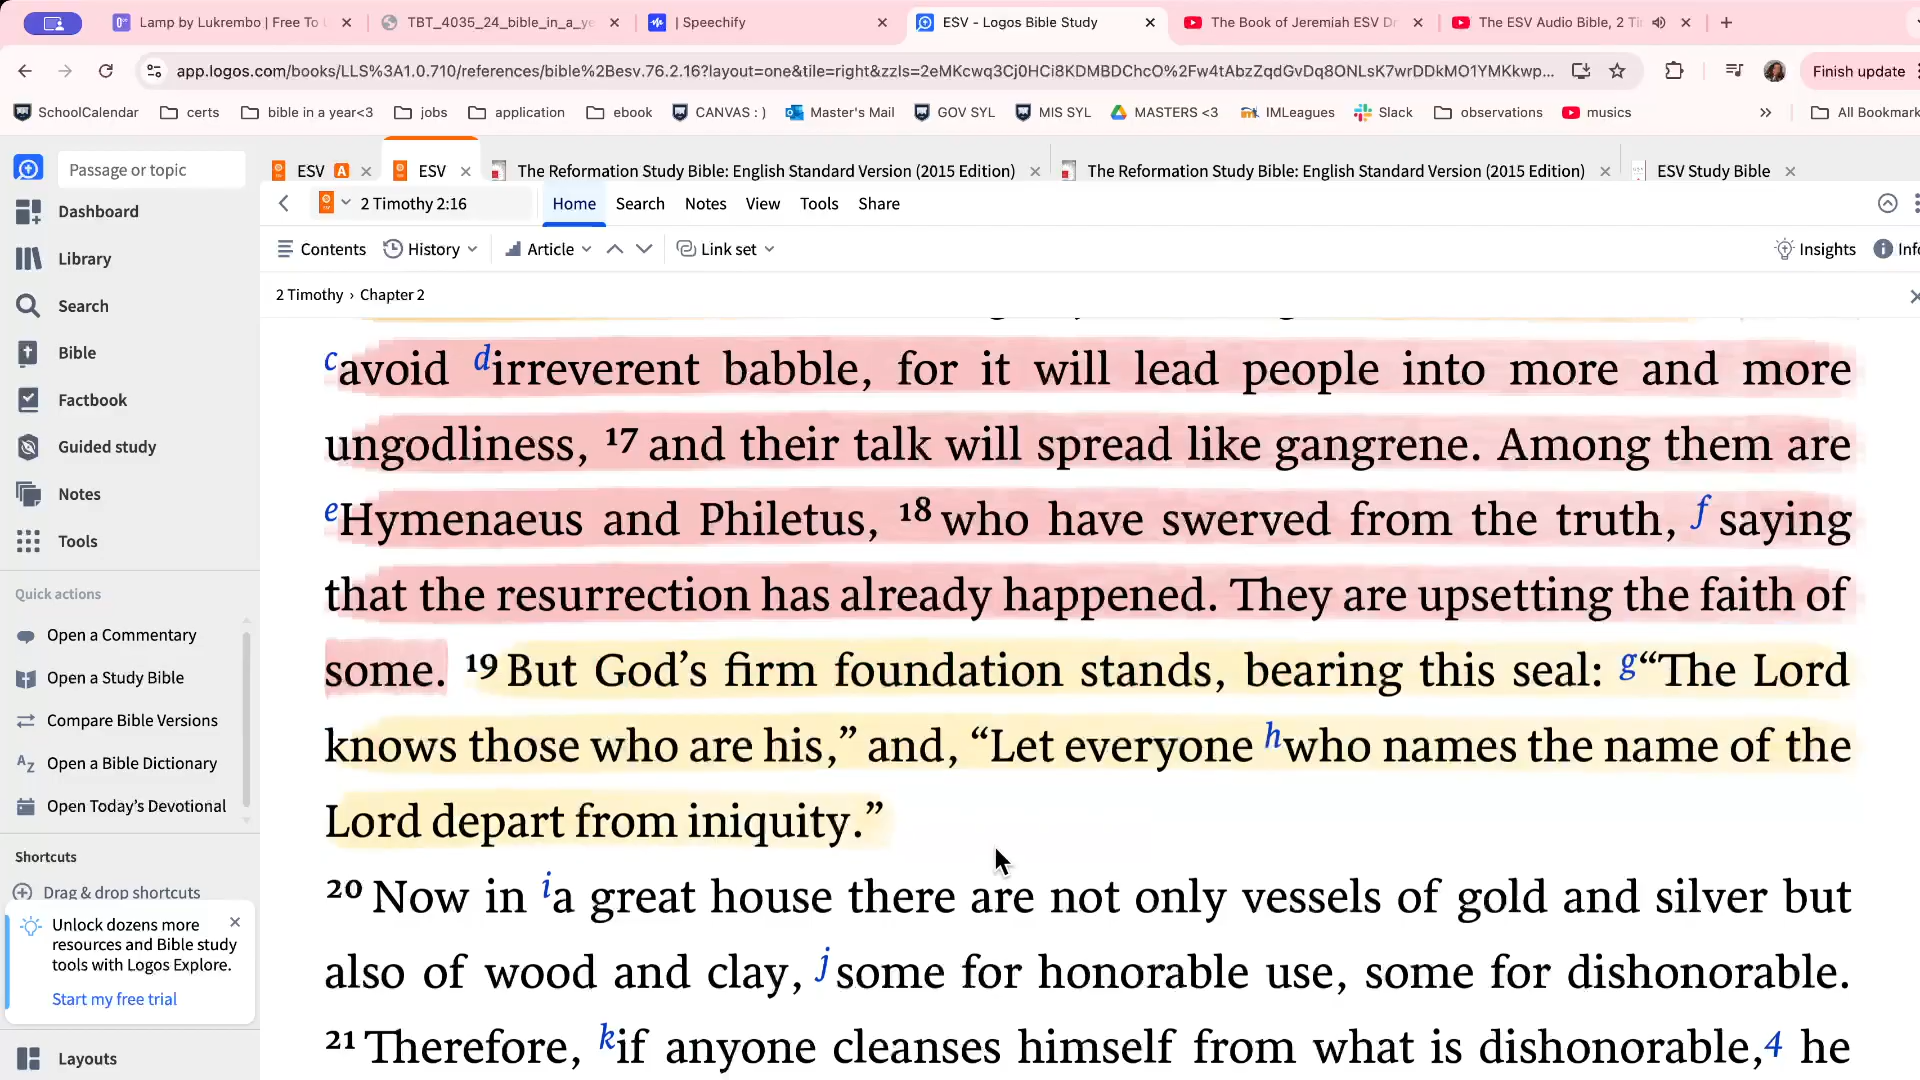 Lamp by Lukrembo | Free To
TBT_4035_24_bible_in_a_ye
| Speechify
ESV - Logos Bible Study
The Book of Jeremiah ESV Dr
The ESV Audio Bible, 2 Ti
app.logos.com/books/LLS%3A1.0.710/references/bible%2Besv.76.2.16?layout=one&tile=right&zzls=2eMKcwq3Cj0HCi8KDMBDChcO%2Fw4tAbzZqdGvDq8ONLsK7wrDDkMO1YMKkwp...
Finish update
SchoolCalendar
certs
bible in a year<3
jobs
application
ebook
CANVAS : )
Master's Mail
GOV SYL
MIS SYL
MASTERS <3
IMLeagues
Slack
observations
musics
»
All Bookmark
Passage or topic
ESV A
ESV
The Reformation Study Bible: English Standard Version (2015 Edition)
The Reformation Study Bible: English Standard Version (2015 Edition)
ESV Study Bible
2 Timothy 2:16
Home
Search
Notes
View
Tools
Share
Contents
History
Article
Link set
Insights
Info
2 Timothy › Chapter 2
Dashboard
Library
Search
Bible
Factbook
Guided study
Notes
Tools
Quick actions
Open a Commentary
Open a Study Bible
Compare Bible Versions
Open a Bible Dictionary
Open Today's Devotional
Shortcuts
Drag & drop shortcuts
Unlock dozens more
resources and Bible study
tools with Logos Explore.
Start my free trial
Layouts
c avoid d irreverent babble, for it will lead people into more and more
ungodliness, 17 and their talk will spread like gangrene. Among them are
e Hymenaeus and Philetus, 18 who have swerved from the truth, f saying
that the resurrection has already happened. They are upsetting the faith of
some. 19 But God’s firm foundation stands, bearing this seal: g “The Lord
knows those who are his,” and, “Let everyone h who names the name of the
Lord depart from iniquity.”
20 Now in i a great house there are not only vessels of gold and silver but
also of wood and clay, j some for honorable use, some for dishonorable.
21 Therefore, k if anyone cleanses himself from what is dishonorable,4 he